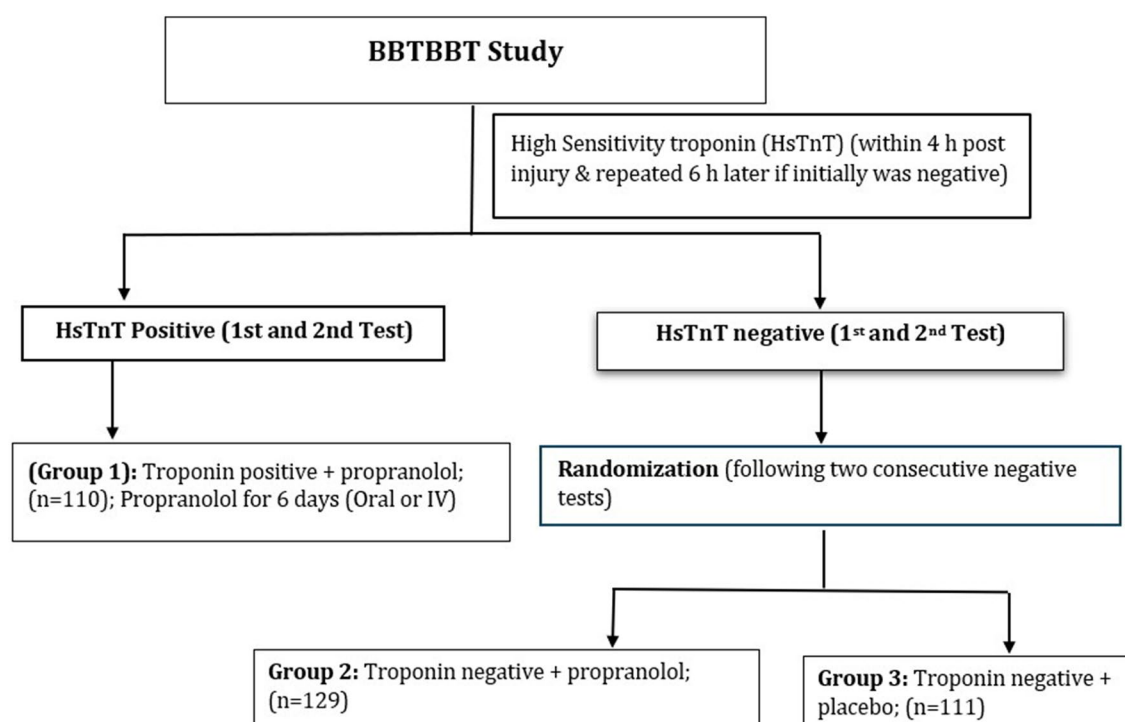 BBTBBT Study
High Sensitivity troponin (HsTnT) (within 4 h post
injury & repeated 6 h later if initially was negative)
HsTnT Positive (1st and 2nd Test)
HsTnT negative (1st and 2nd Test)
(Group 1): Troponin positive + propranolol;
(n=110); Propranolol for 6 days (Oral or IV)
Randomization (following two consecutive negative
tests)
Group 2: Troponin negative + propranolol;
(n=129)
Group 3: Troponin negative +
placebo; (n=111)